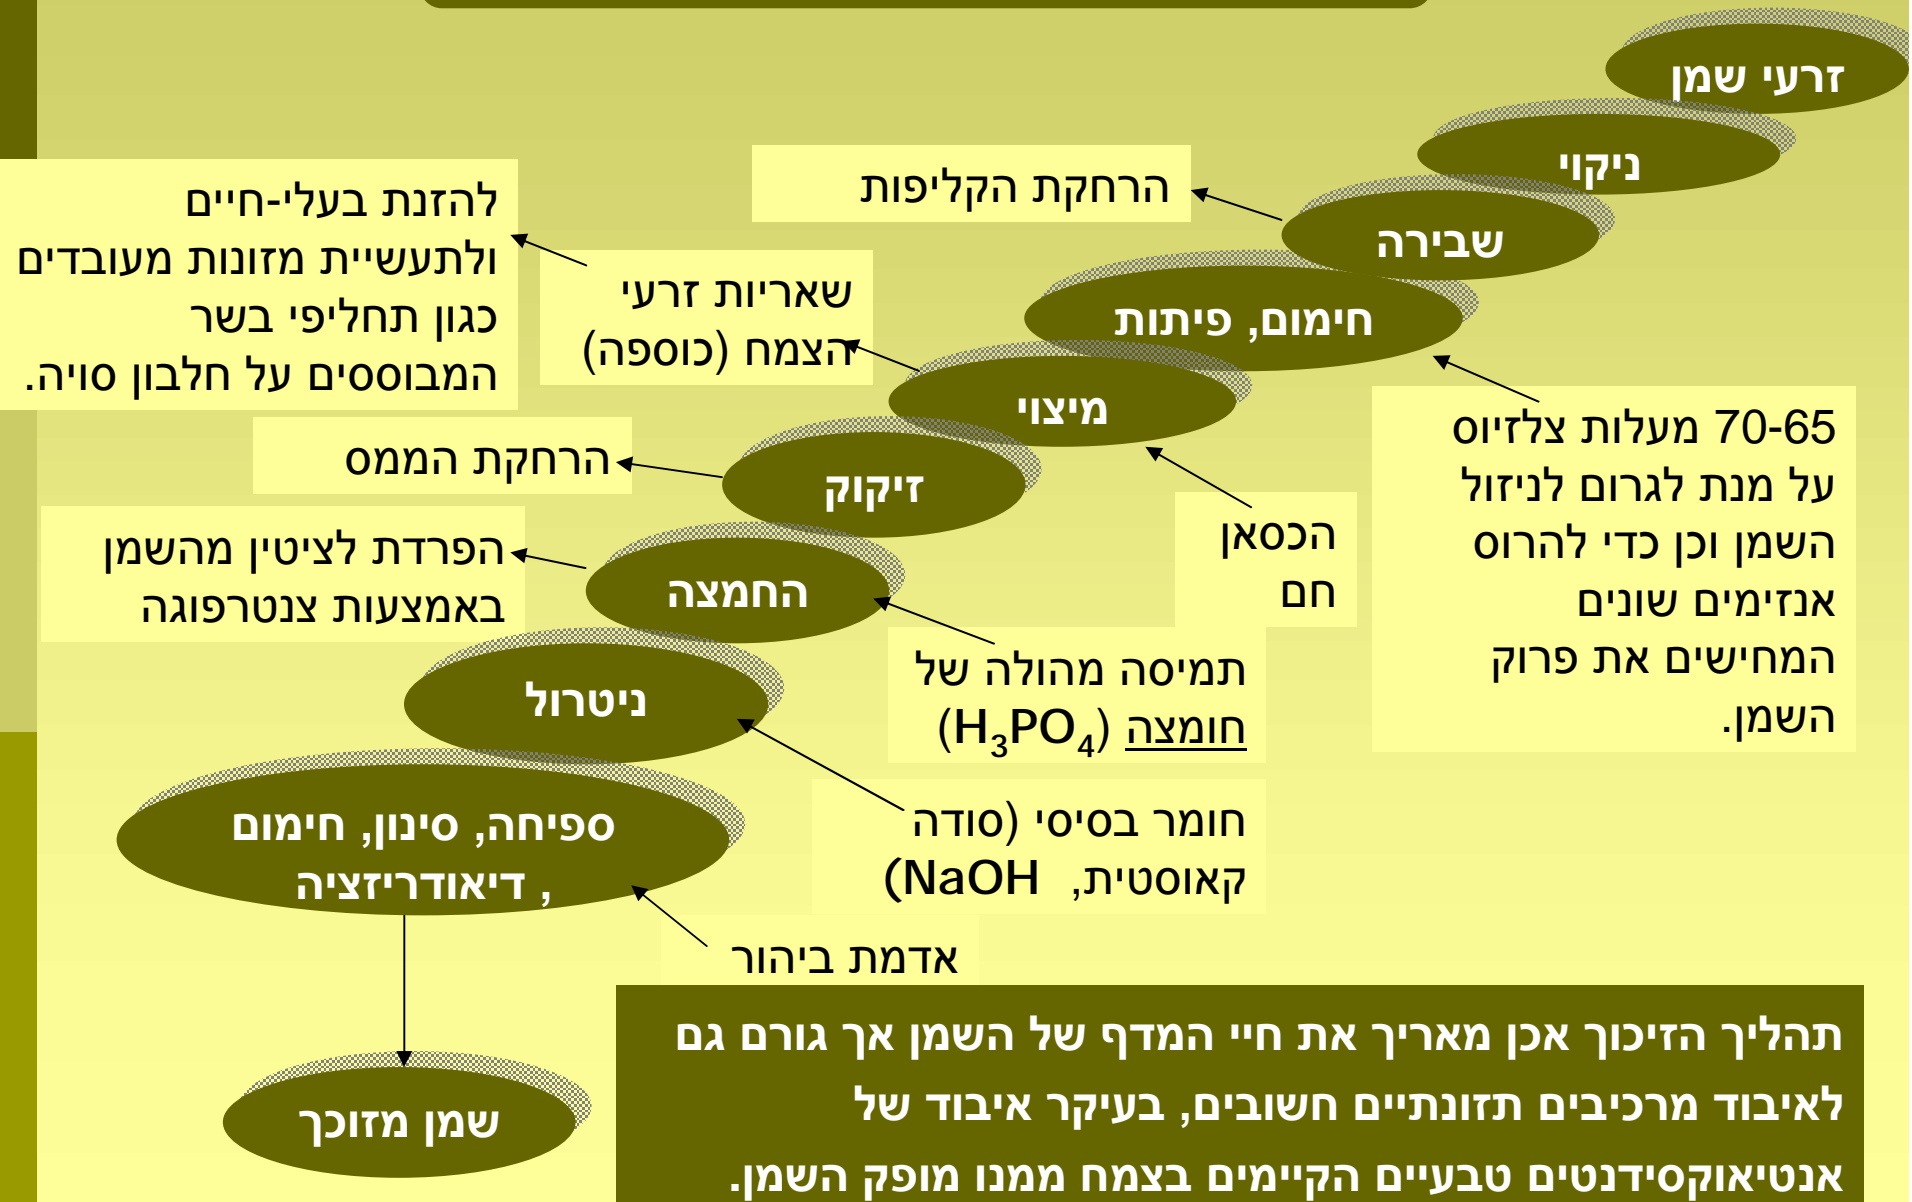 זרעי שמן
ניקוי
שבירה
הרחקת הקליפות
חימום, פיתות
70-65 מעלות צלזיוס
על מנת לגרום לניזול
השמן וכן כדי להרוס
אנזימים שונים
המחישים את פרוק
השמן.
מיצוי
הכסאן
חם
שאריות זרעי
הצמח (כוספה)
להזנת בעלי-חיים
ולתעשיית מזונות מעובדים
כגון תחליפי בשר
המבוססים על חלבון סויה.
זיקוק
הרחקת הממס
החמצה
תמיסה מהולה של
חומצה (H₃PO₄)
הפרדת לציטין מהשמן
באמצעות צנטרפוגה
ניטרול
חומר בסיסי (סודה
קאוסטית, NaOH)
ספיחה, סינון, חימום
, דיאודריזציה
אדמת ביהור
שמן מזוכך
תהליך הזיכוך אכן מאריך את חיי המדף של השמן אך גורם גם
לאיבוד מרכיבים תזונתיים חשובים, בעיקר איבוד של
אנטיאוקסידנטים טבעיים הקיימים בצמח ממנו מופק השמן.